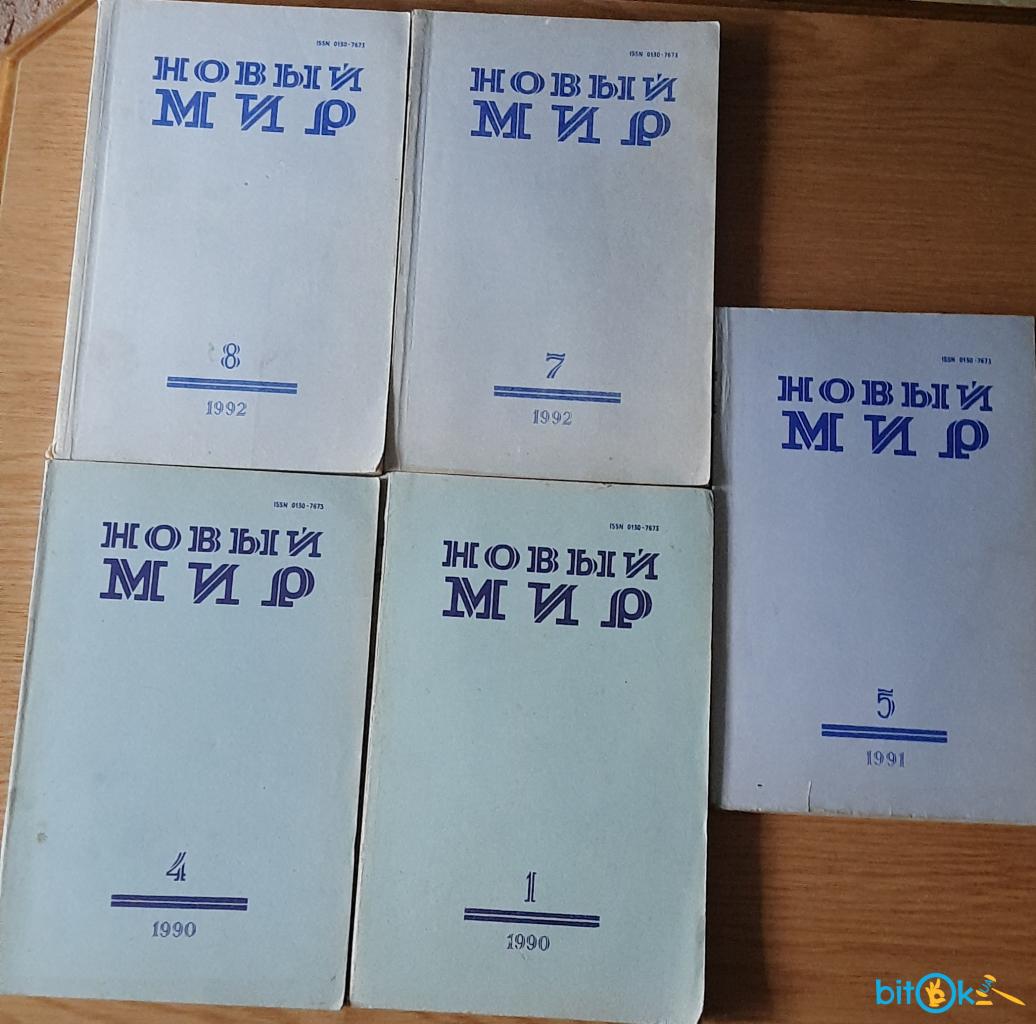 ISSN 0130-7673
НОВЫЙ
МИР
8
1992
ISSN 0130-7673
НОВЫЙ
МИР
7
1992
ISSN 0130-7673
НОВЫЙ
МИР
5
1991
ISSN 0130-7673
НОВЫЙ
МИР
4
1990
ISSN 0130-7673
НОВЫЙ
МИР
1
1990
bitok